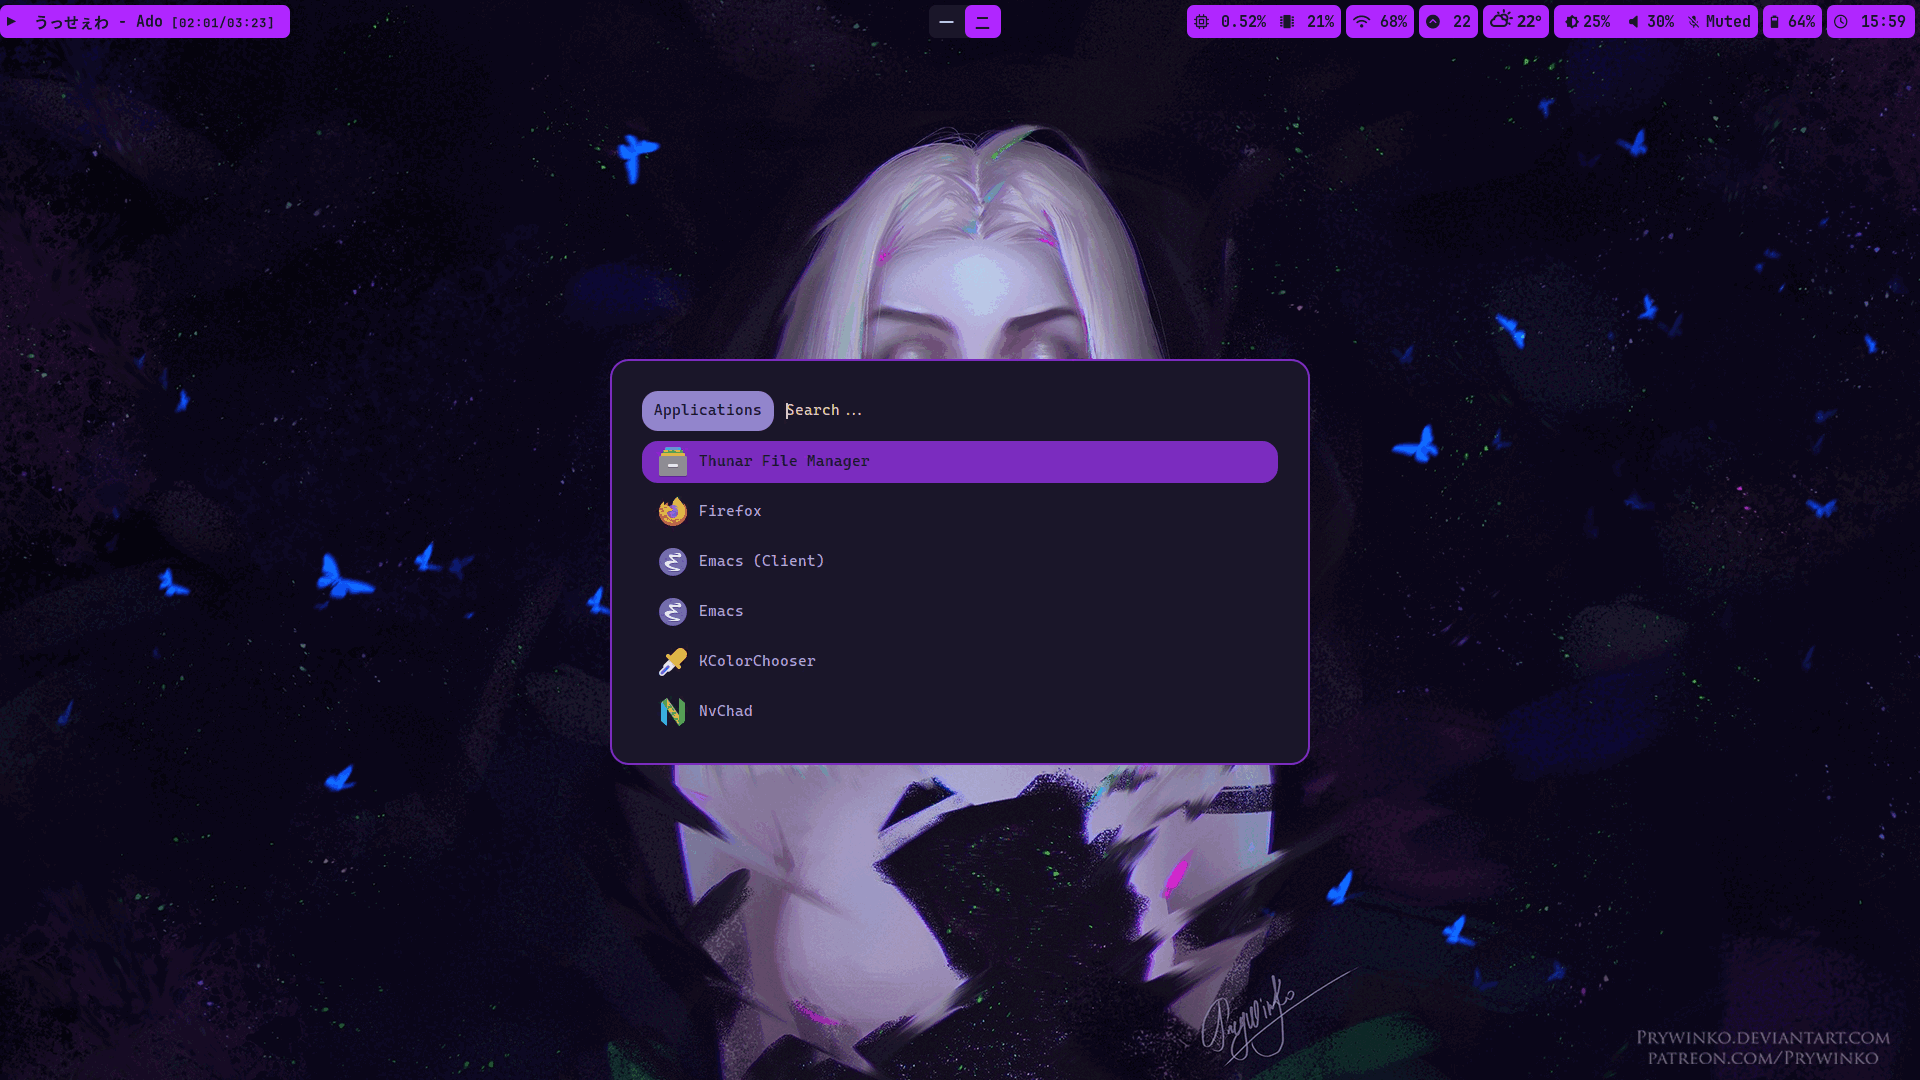 うっせぇわ - Ado [02:01/03:23]
一 二
0.52% 21% 68% 22 22° 25% 30% Muted 64% 15:59
Applications Search...
Thunar File Manager
Firefox
Emacs (Client)
Emacs
KColorChooser
NvChad
Prywinko
Prywinko.deviantart.com
patreon.com/Prywinko